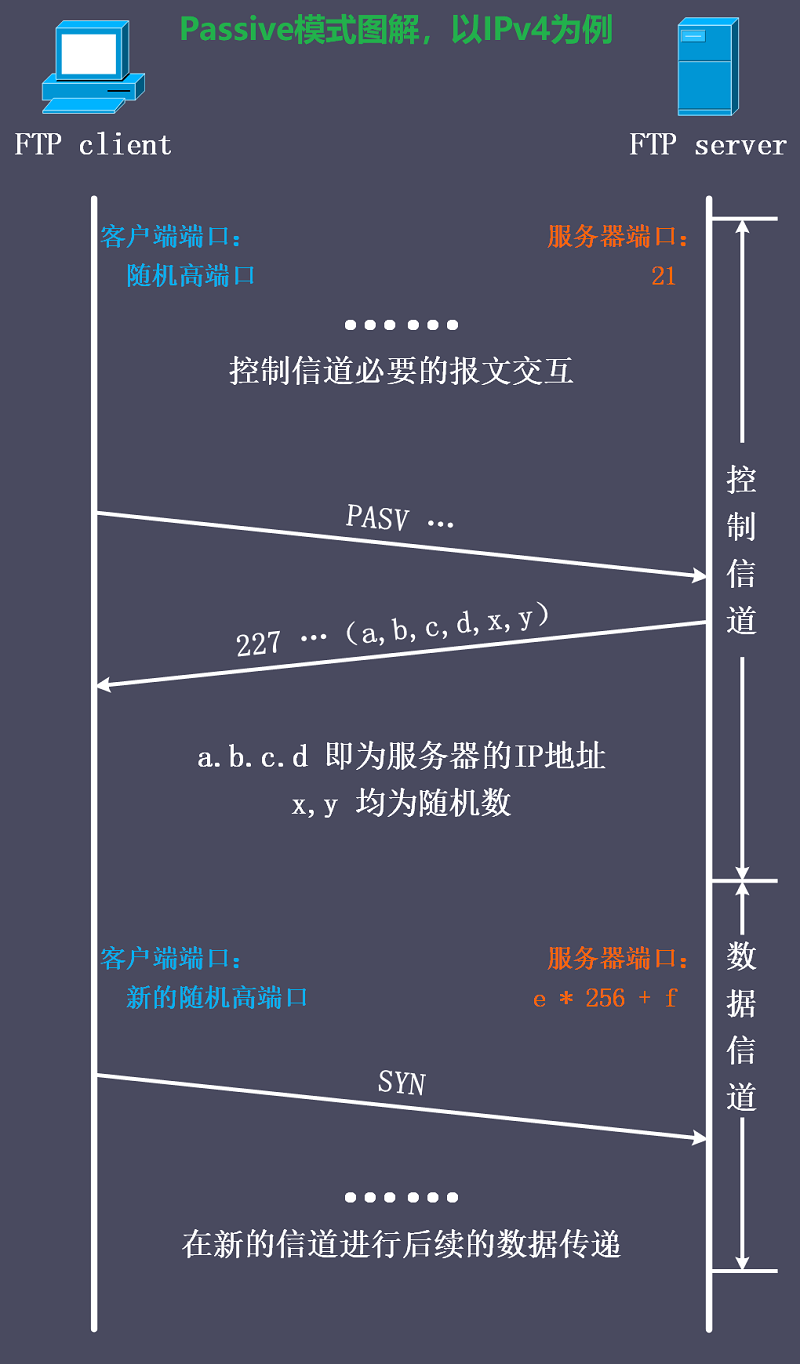 Passive模式图解，以IPv4为例
FTP client
FTP server
客户端端口：
随机高端口
服务器端口：
21
……
控制信道必要的报文交互
PASV …
227 …（a,b,c,d,x,y）
控制信道
a.b.c.d 即为服务器的IP地址
x,y 均为随机数
客户端端口：
新的随机高端口
服务器端口：
e * 256 + f
数据信道
SYN
……
在新的信道进行后续的数据传递